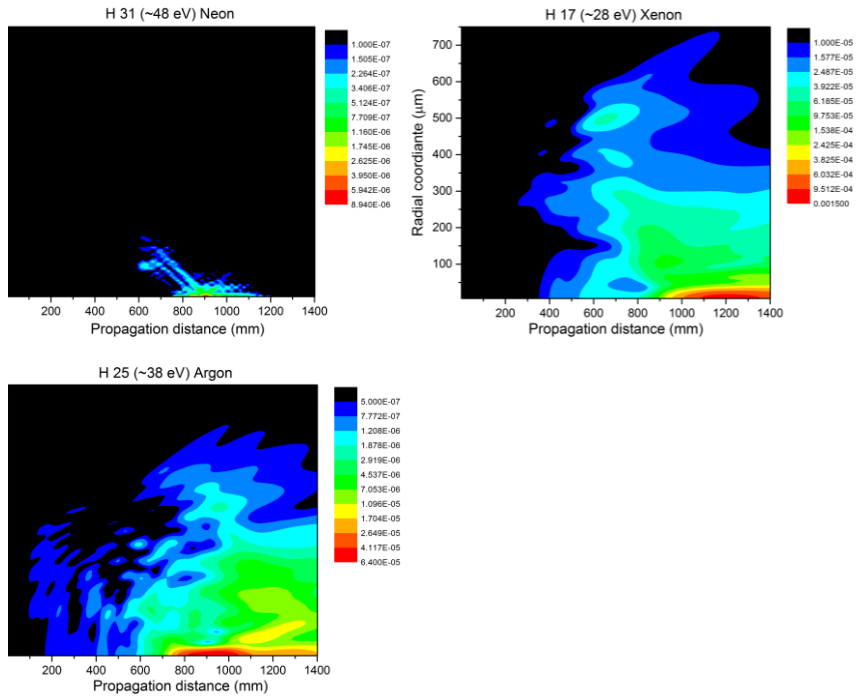 H 31 (~48 eV) Neon
1.000E-07
1.505E-07
2.264E-07
3.406E-07
5.124E-07
7.709E-07
1.160E-06
1.745E-06
2.625E-06
3.950E-06
5.942E-06
8.940E-06
200 400 600 800 1000 1200 1400
Propagation distance (mm)
H 17 (~28 eV) Xenon
700
600
500
400
300
200
100
Radial coordiante (μm)
1.000E-05
1.577E-05
2.487E-05
3.922E-05
6.185E-05
9.753E-05
1.538E-04
2.425E-04
3.825E-04
6.032E-04
9.512E-04
0.001500
200 400 600 800 1000 1200 1400
Propagation distance (mm)
H 25 (~38 eV) Argon
5.000E-07
7.772E-07
1.208E-06
1.878E-06
2.919E-06
4.537E-06
7.053E-06
1.096E-05
1.704E-05
2.649E-05
4.117E-05
6.400E-05
200 400 600 800 1000 1200 1400
Propagation distance (mm)